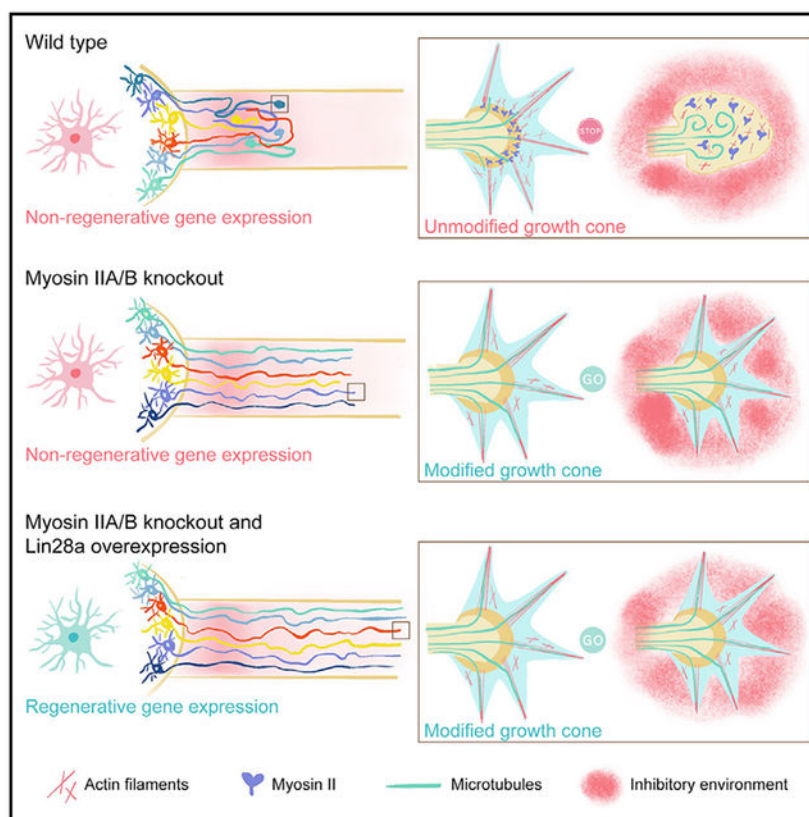 Wild type
Non-regenerative gene expression
STOP
Unmodified growth cone
Myosin IIA/B knockout
Non-regenerative gene expression
GO
Modified growth cone
Myosin IIA/B knockout and
Lin28a overexpression
Regenerative gene expression
GO
Modified growth cone
Actin filaments
Myosin II
Microtubules
Inhibitory environment